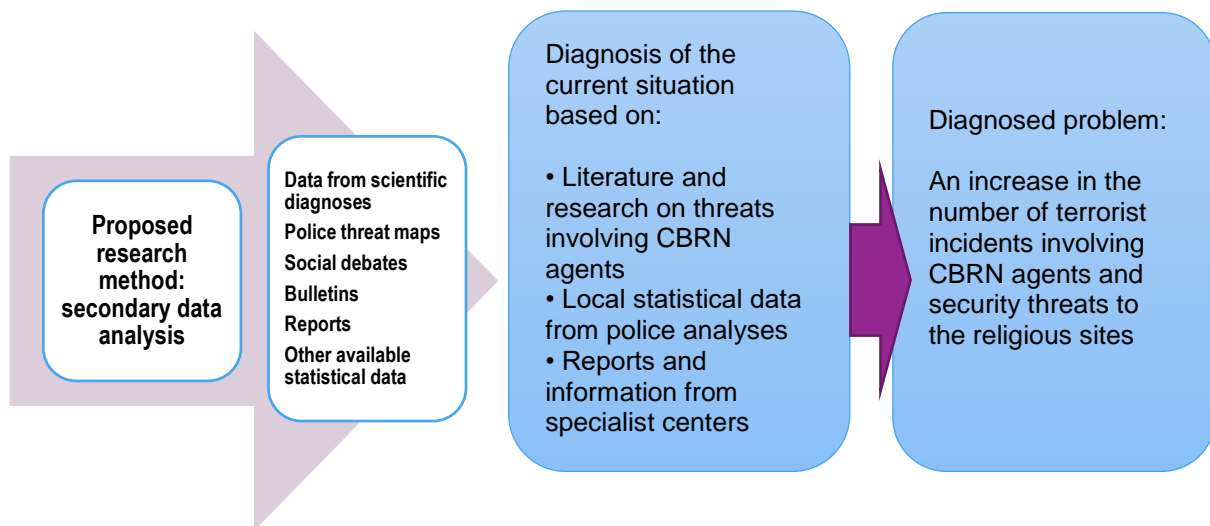 Proposed
research
method:
secondary data
analysis
Data from scientific
diagnoses
Police threat maps
Social debates
Bulletins
Reports
Other available
statistical data
Diagnosis of the
current situation
based on:
• Literature and
research on threats
involving CBRN
agents
• Local statistical data
from police analyses
• Reports and
information from
specialist centers
Diagnosed problem:
An increase in the
number of terrorist
incidents involving
CBRN agents and
security threats to
the religious sites